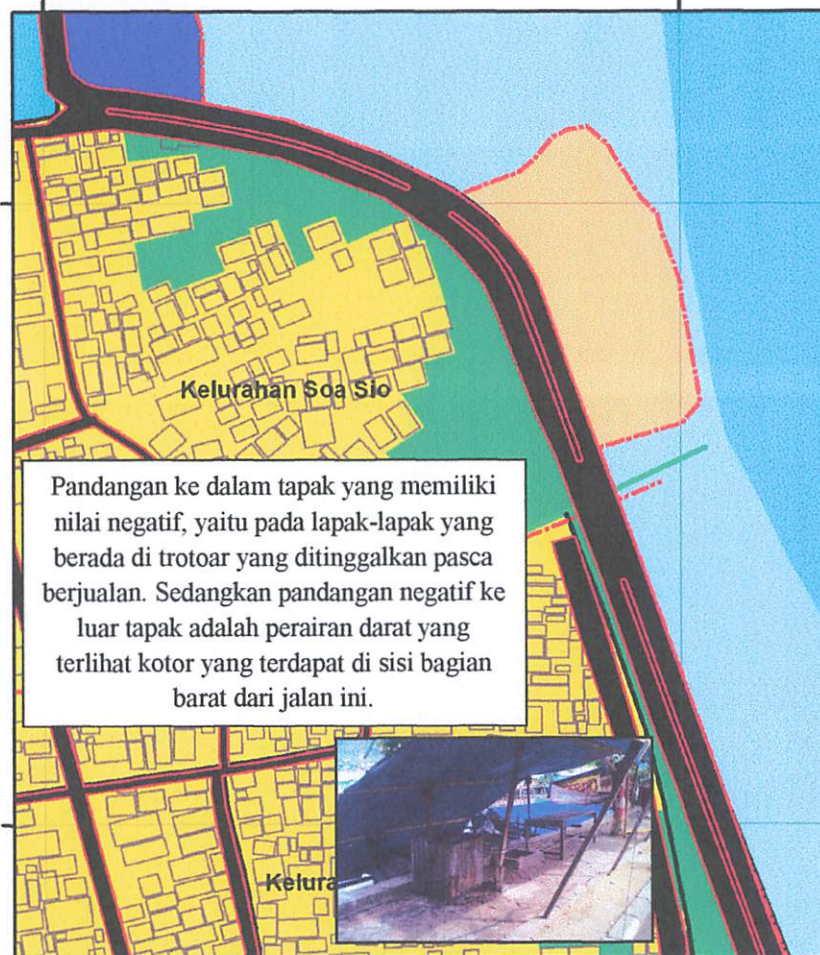 Kelurahan Soa Sio
Pandangan ke dalam tapak yang memiliki
nilai negatif, yaitu pada lapak-lapak yang
berada di trotoar yang ditinggalkan pasca
berjualan. Sedangkan pandangan negatif ke
luar tapak adalah perairan darat yang
terlihat kotor yang terdapat di sisi bagian
barat dari jalan ini.
Kelura